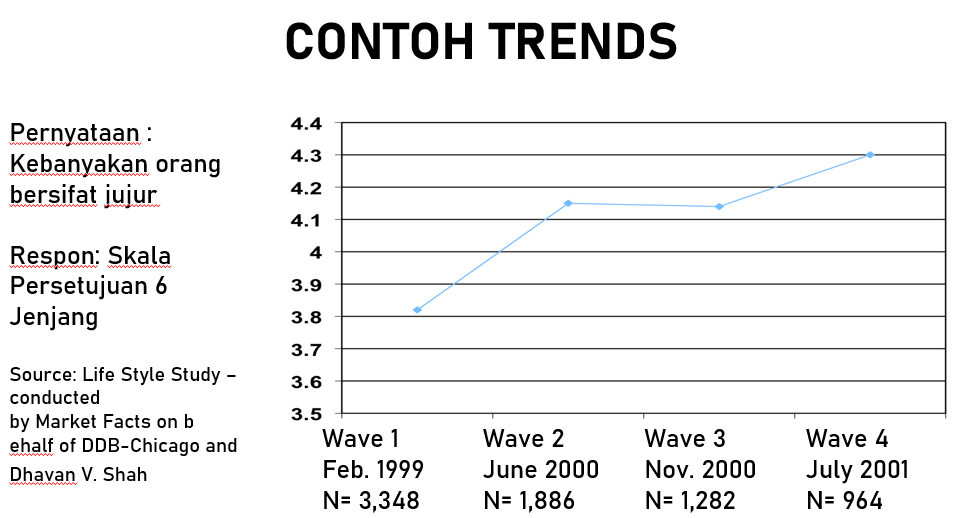 CONTOH TRENDS
Pernyataan :
Kebanyakan orang
bersifat jujur
Respon: Skala
Persetujuan 6
Jenjang
Source: Life Style Study –
conducted
by Market Facts on b
ehalf of DDB-Chicago and
Dhavan V. Shah
4.4
4.3
4.2
4.1
4
3.9
3.8
3.7
3.6
3.5
Wave 1
Feb. 1999
N= 3,348
Wave 2
June 2000
N= 1,886
Wave 3
Nov. 2000
N= 1,282
Wave 4
July 2001
N= 964